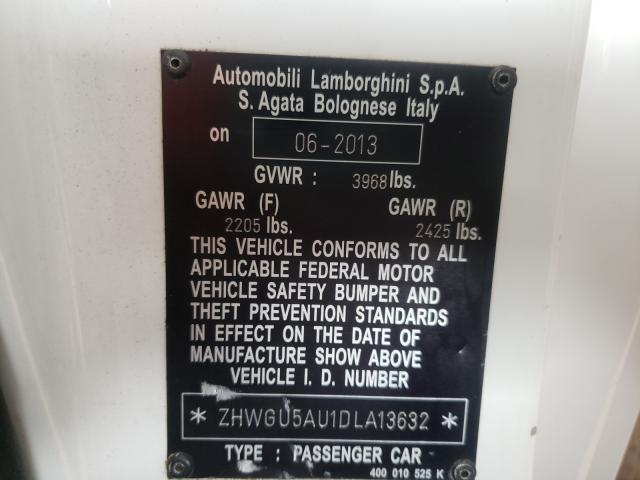 Automobili Lamborghini S.p.A.
S. Agata Bolognese Italy
on 06-2013
GVWR : 3968 lbs.
GAWR (F) GAWR (R)
2205 lbs. 2425 lbs.
THIS VEHICLE CONFORMS TO ALL
APPLICABLE FEDERAL MOTOR
VEHICLE SAFETY BUMPER AND
THEFT PREVENTION STANDARDS
IN EFFECT ON THE DATE OF
MANUFACTURE SHOW ABOVE
VEHICLE I. D. NUMBER
* ZHWGU5AU1DLA13632 *
TYPE : PASSENGER CAR
400 010 525 K